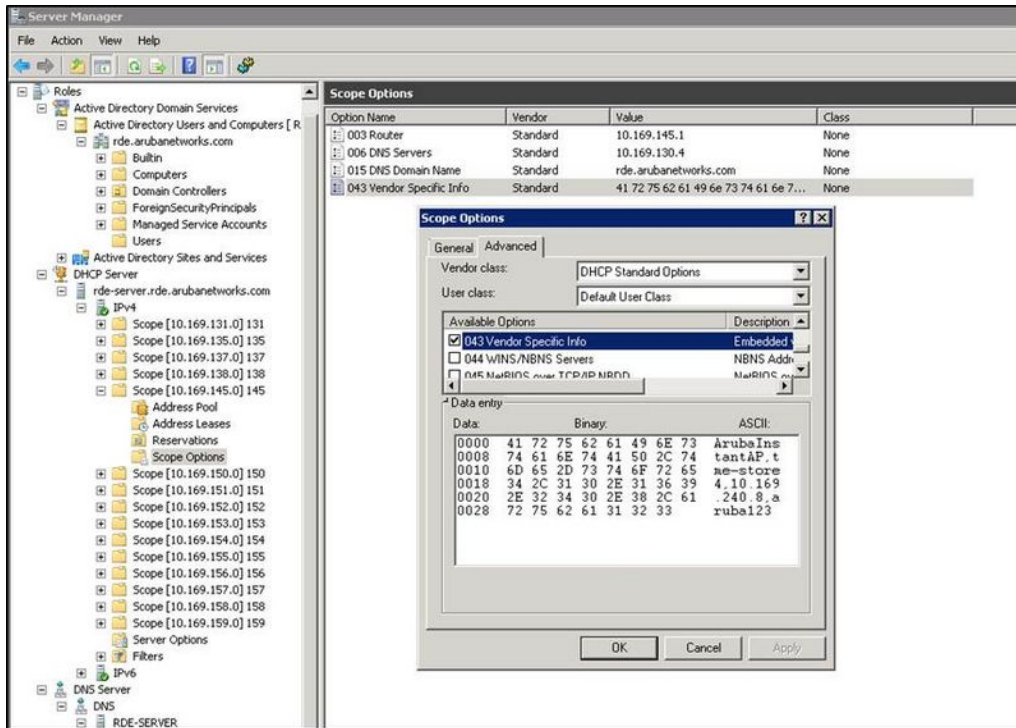 Server Manager
File Action View Help
Roles
Active Directory Domain Services
Active Directory Users and Computers [ R
rde.arubanetworks.com
Builtin
Computers
Domain Controllers
ForeignSecurityPrincipals
Managed Service Accounts
Users
Active Directory Sites and Services
DHCP Server
rde-server.rde.arubanetworks.com
IPv4
Scope [10.169.131.0] 131
Scope [10.169.135.0] 135
Scope [10.169.137.0] 137
Scope [10.169.138.0] 138
Scope [10.169.145.0] 145
Address Pool
Address Leases
Reservations
Scope Options
Scope [10.169.150.0] 150
Scope [10.169.151.0] 151
Scope [10.169.152.0] 152
Scope [10.169.153.0] 153
Scope [10.169.154.0] 154
Scope [10.169.155.0] 155
Scope [10.169.156.0] 156
Scope [10.169.157.0] 157
Scope [10.169.158.0] 158
Scope [10.169.159.0] 159
Server Options
Filters
IPv6
DNS Server
DNS
RDE-SERVER
Scope Options
Option Name Vendor Value Class
003 Router Standard 10.169.145.1 None
006 DNS Servers Standard 10.169.130.4 None
015 DNS Domain Name Standard rde.arubanetworks.com None
043 Vendor Specific Info Standard 41 72 75 62 61 49 6e 73 74 61 6e 7... None
Scope Options
General Advanced
Vendor class: DHCP Standard Options
User class: Default User Class
Available Options Description
043 Vendor Specific Info Embedded v
044 WINS/NBNS Servers NBNS Addr
045 NetBIOS over TCP/IP NBDD NetBIOS ov
Data entry
Data: Binary: ASCII:
0000 41 72 75 62 61 49 6E 73 ArubaIns
0008 74 61 6E 74 41 50 2C 74 tantAP,t
0010 6D 65 2D 73 74 6F 72 65 me-store
0018 34 2C 31 30 2E 31 36 39 4,10.169
0020 2E 32 34 30 2E 38 2C 61 .240.8,a
0028 72 75 62 61 31 32 33 ruba123
OK Cancel Apply